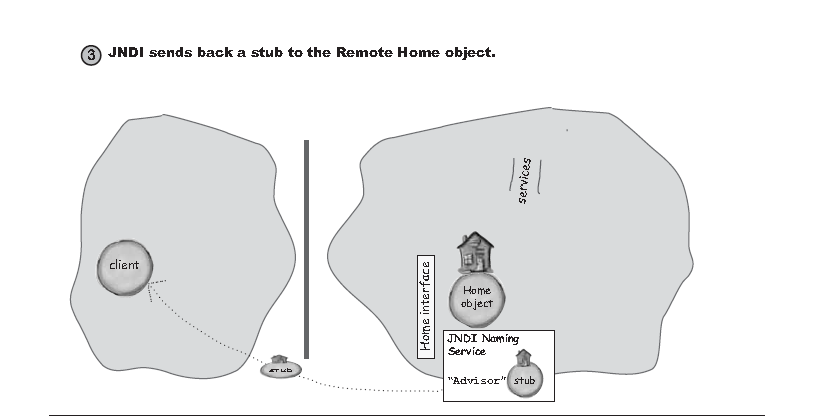 3 JNDI sends back a stub to the Remote Home object.
services
client
Home interface
Home
object
JNDI Naming
Service
"Advisor"
stub
stub